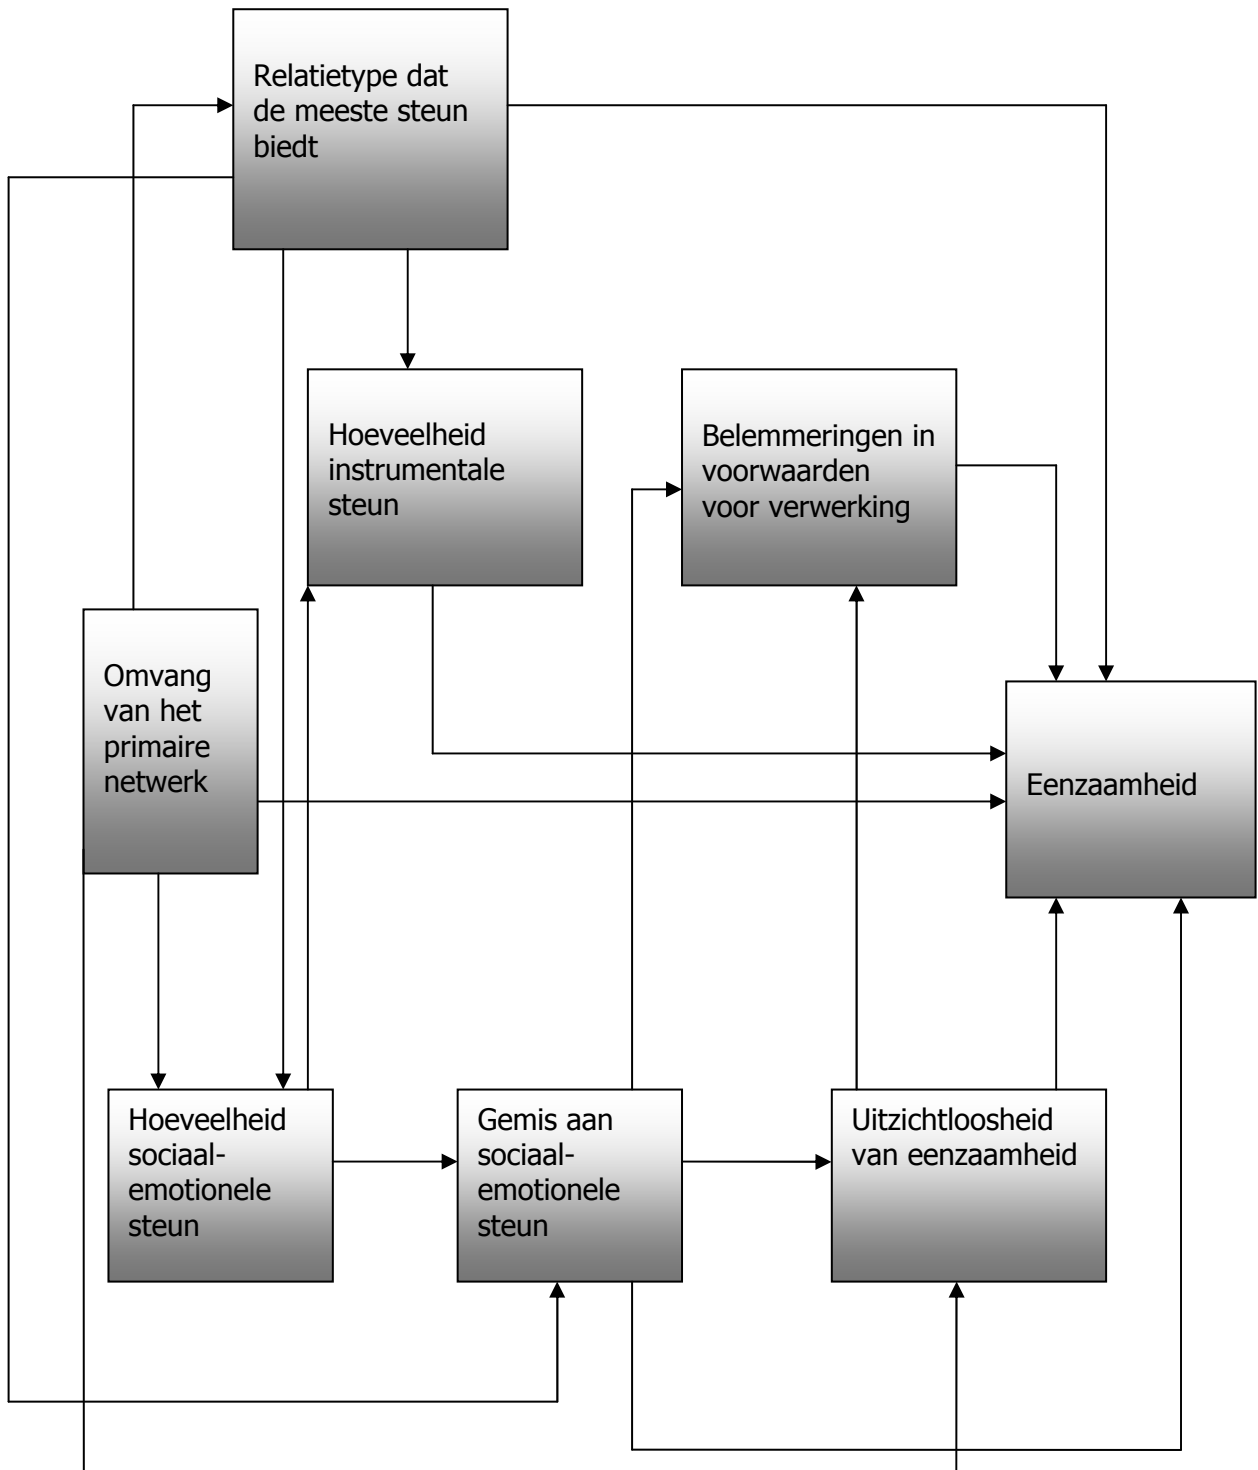 Relatietype dat
de meeste steun
biedt
Hoeveelheid
instrumentale
steun
Belemmeringen in
voorwaarden
voor verwerking
Omvang
van het
primaire
netwerk
Eenzaamheid
Hoeveelheid
sociaal-
emotionele
steun
Gemis aan
sociaal-
emotionele
steun
Uitzichtloosheid
van eenzaamheid